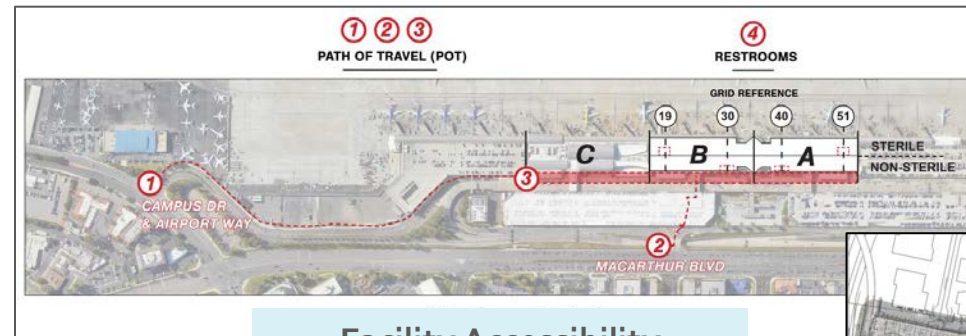 1 2 3
PATH OF TRAVEL (POT)
4
RESTROOMS
GRID REFERENCE
19 30 40 51
C B A
STERILE
NON-STERILE
1
CAMPUS DR
& AIRPORT WAY
3
2
MACARTHUR BLVD
Facility Accessibility